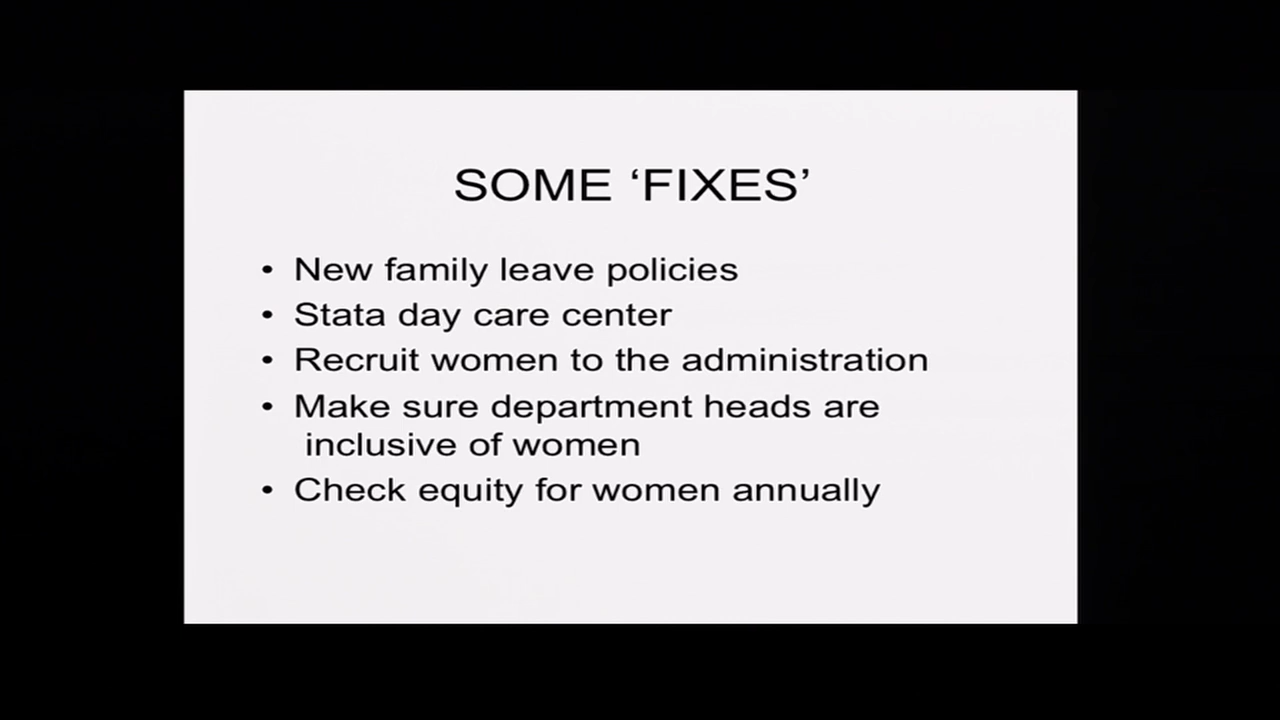 SOME ‘FIXES’
• New family leave policies
• Stata day care center
• Recruit women to the administration
• Make sure department heads are
inclusive of women
• Check equity for women annually